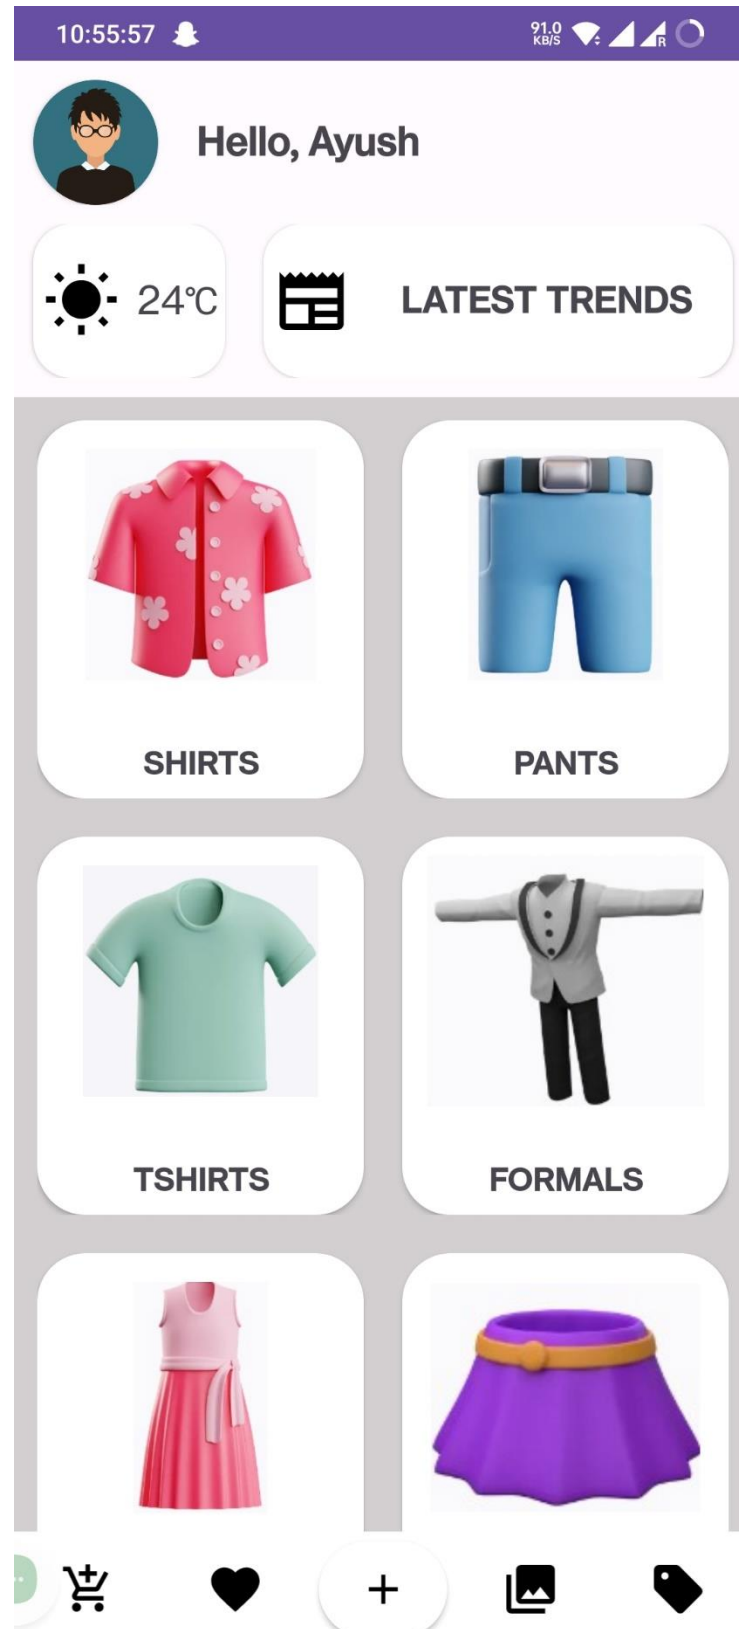 10:55:57
91.0
KB/S
R
Hello, Ayush
24°C
LATEST TRENDS
SHIRTS
PANTS
TSHIRTS
FORMALS